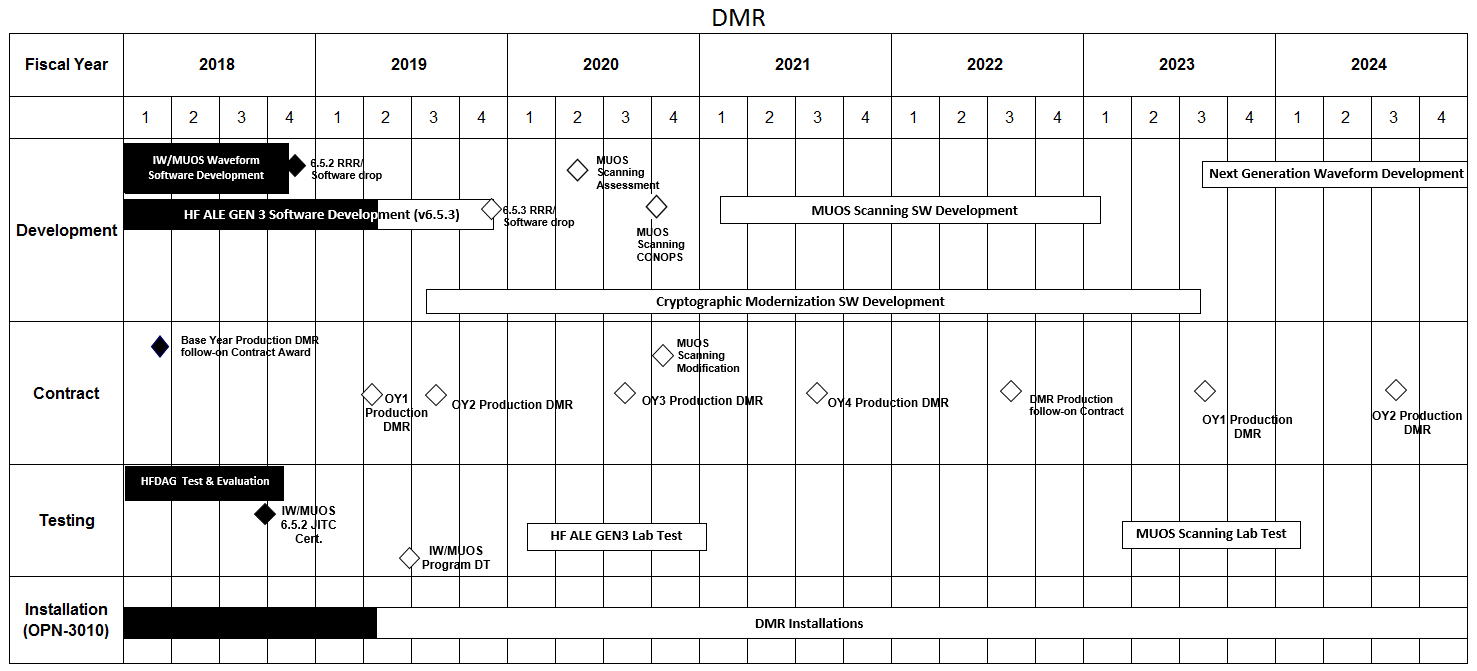 DMR
Fiscal Year 2018 2019 2020 2021 2022 2023 2024
1 2 3 4 1 2 3 4 1 2 3 4 1 2 3 4 1 2 3 4 1 2 3 4 1 2 3 4
Development
IW/MUOS Waveform
Software Development
6.5.2 RRR/
Software drop
MUOS
Scanning
Assessment
Next Generation Waveform Development
HF ALE GEN 3 Software Development (v6.5.3)
6.5.3 RRR/
Software drop
MUOS
Scanning
CONOPS
MUOS Scanning SW Development
Cryptographic Modernization SW Development
Contract
Base Year Production DMR
follow-on Contract Award
MUOS
Scanning
Modification
OY1
Production
DMR
OY2 Production DMR
OY3 Production DMR
OY4 Production DMR
DMR Production
follow-on Contract
OY1 Production
DMR
OY2 Production
DMR
Testing
HFDAG Test & Evaluation
IW/MUOS
6.5.2 JITC
Cert.
IW/MUOS
Program DT
HF ALE GEN3 Lab Test
MUOS Scanning Lab Test
Installation
(OPN-3010)
DMR Installations